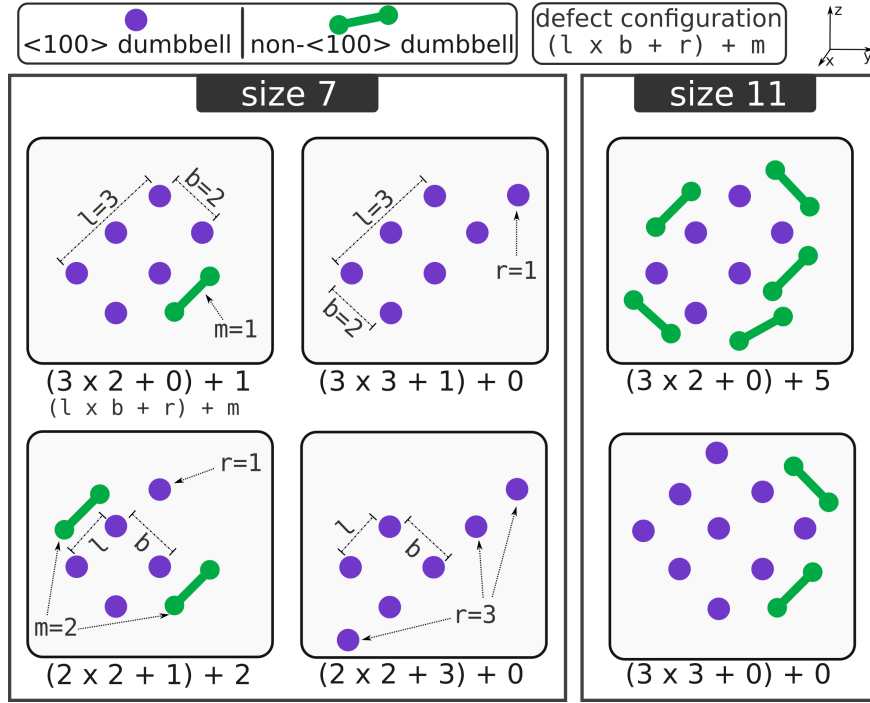 <100> dumbbell
non-<100> dumbbell
defect configuration
(l x b + r) + m
z
y
x
size 7
l=3
b=2
m=1
(3 x 2 + 0) + 1
(l x b + r) + m
l=3
b=2
r=1
(3 x 3 + 1) + 0
r=1
l
b
m=2
(2 x 2 + 1) + 2
l
b
r=3
(2 x 2 + 3) + 0
size 11
(3 x 2 + 0) + 5
(3 x 3 + 0) + 0